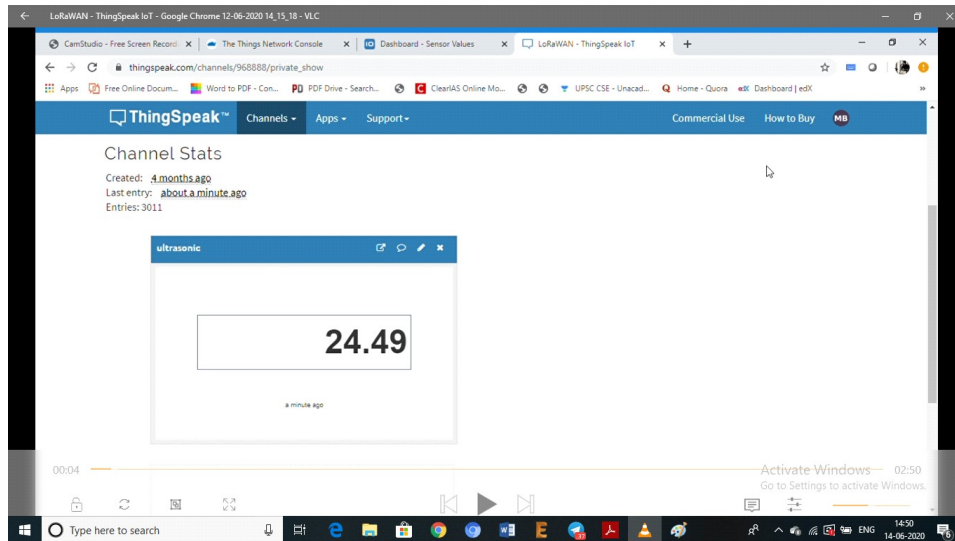 LoRaWAN - ThingSpeak IoT - Google Chrome 12-06-2020 14_15_18 - VLC
CamStudio - Free Screen Record
The Things Network Console
Dashboard - Sensor Values
LoRaWAN - ThingSpeak IoT
thingspeak.com/channels/968888/private_show
Apps Free Online Docum... Word to PDF - Con... PDF Drive - Search... ClearIAS Online Mo... UPSC CSE - Unacad... Home - Quora Dashboard | edX
ThingSpeak™ Channels Apps Support Commercial Use How to Buy MB
Channel Stats
Created: 4 months ago
Last entry: about a minute ago
Entries: 3011
ultrasonic
24.49
a minute ago
00:04
Activate Windows 02:50
Go to Settings to activate Windows.
Type here to search
ENG
14:50
14-06-2020